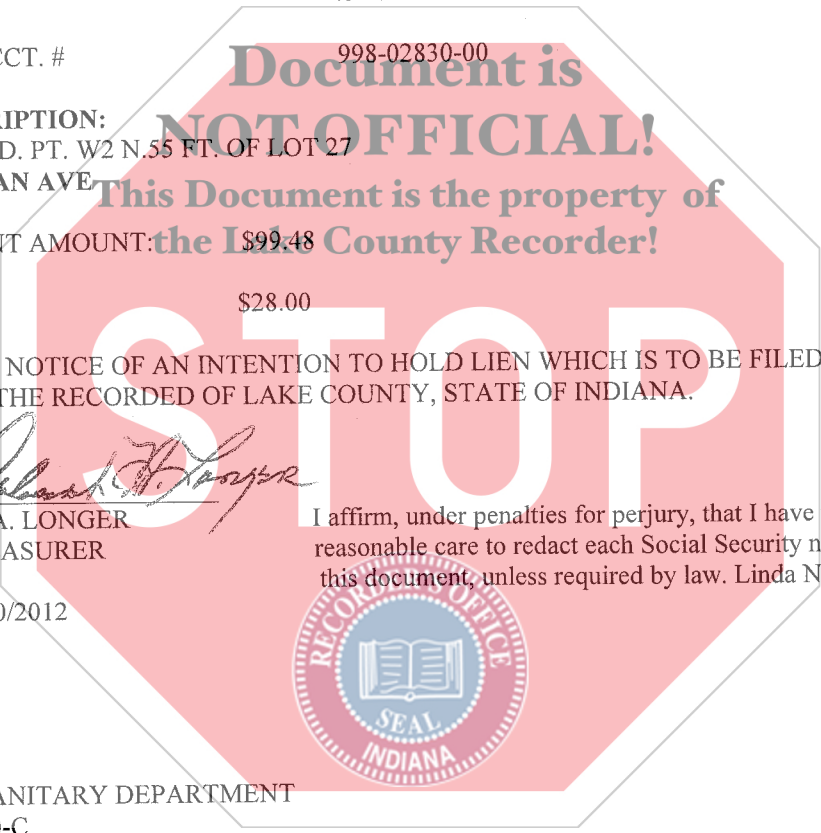 CCT. # 998-02830-00
Document is
RIPTION:
NOT OFFICIAL!
D. PT. W2 N.55 FT. OF LOT 27
AN AVE
This Document is the property of
NT AMOUNT: $99.48
the Lake County Recorder!
$28.00
STOP
NOTICE OF AN INTENTION TO HOLD LIEN WHICH IS TO BE FILED
THE RECORDED OF LAKE COUNTY, STATE OF INDIANA.
A. LONGER
ASURER
I affirm, under penalties for perjury, that I have
reasonable care to redact each Social Security n
this document, unless required by law. Linda N
0/2012
RECORDER'S OFFICE
SEAL
INDIANA
ANITARY DEPARTMENT
-C